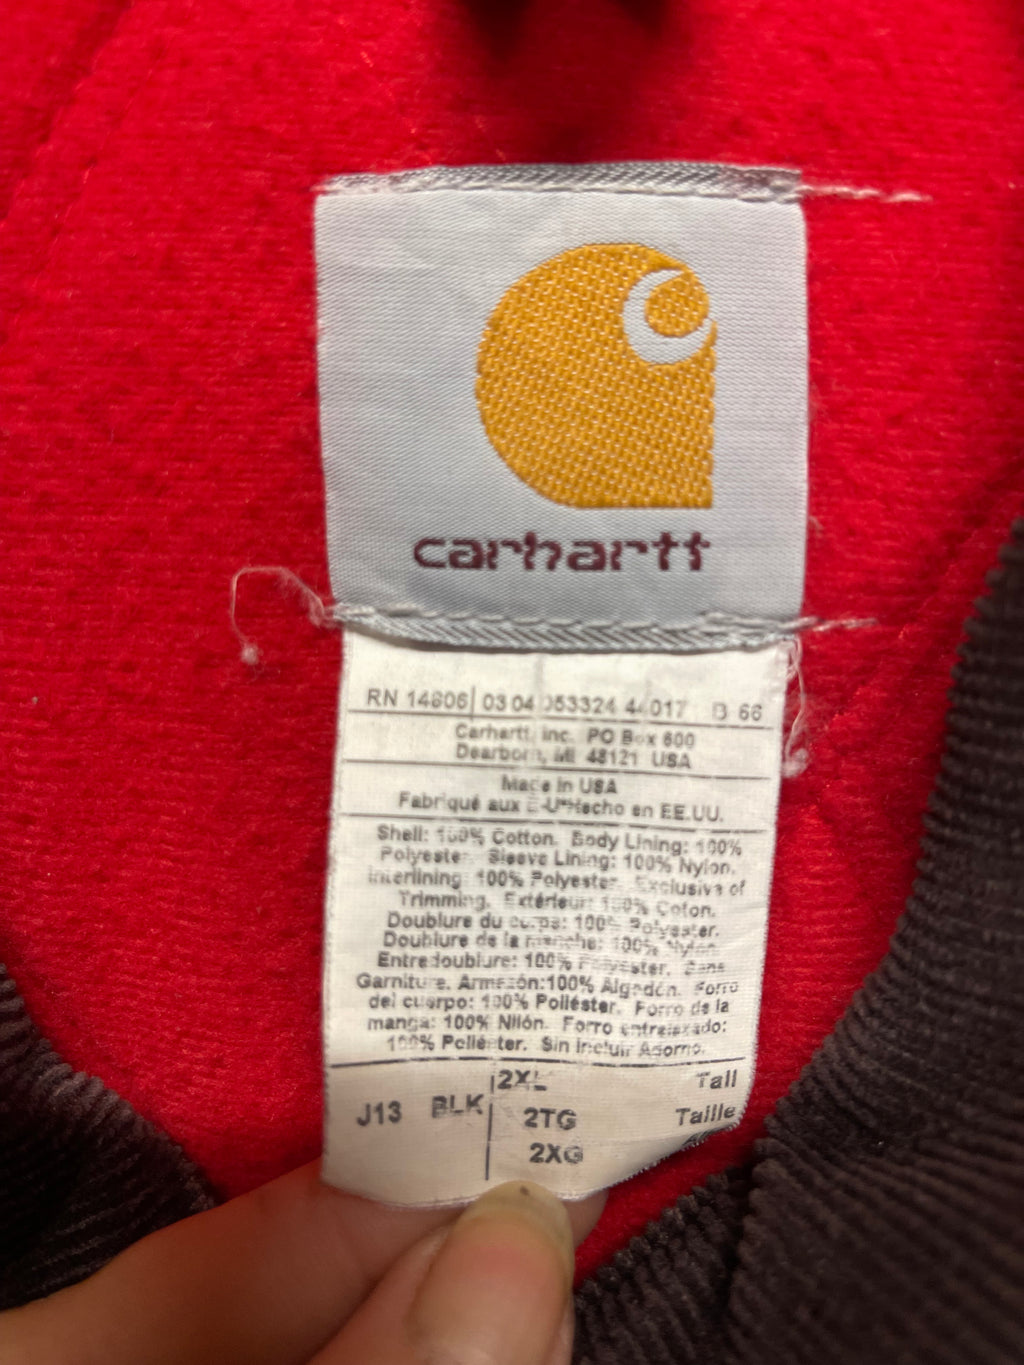 carhartt
RN 14806 03 04 053324 44017 B 66
Carhartt, Inc. PO Box 600
Dearborn, MI 48121 USA
Made in USA
Fabriqué aux É-U*Hecho en EE.UU.
Shell: 100% Cotton. Body Lining: 100%
Polyester. Sleeve Lining: 100% Nylon.
Interlining: 100% Polyester. Exclusive of
Trimming. Extérieur: 100% Coton.
Doublure du corps: 100% Polyester.
Doublure de la manche: 100% Nylon.
Entredoublure: 100% Polyester. Sans
Garniture. Armazón:100% Algodón. Forro
del cuerpo: 100% Poliéster. Forro de la
manga: 100% Nilón. Forro entrelazado:
100% Poliéster. Sin incluir Adorno.
2XL Tall
J13 BLK 2TG Taille
2XG